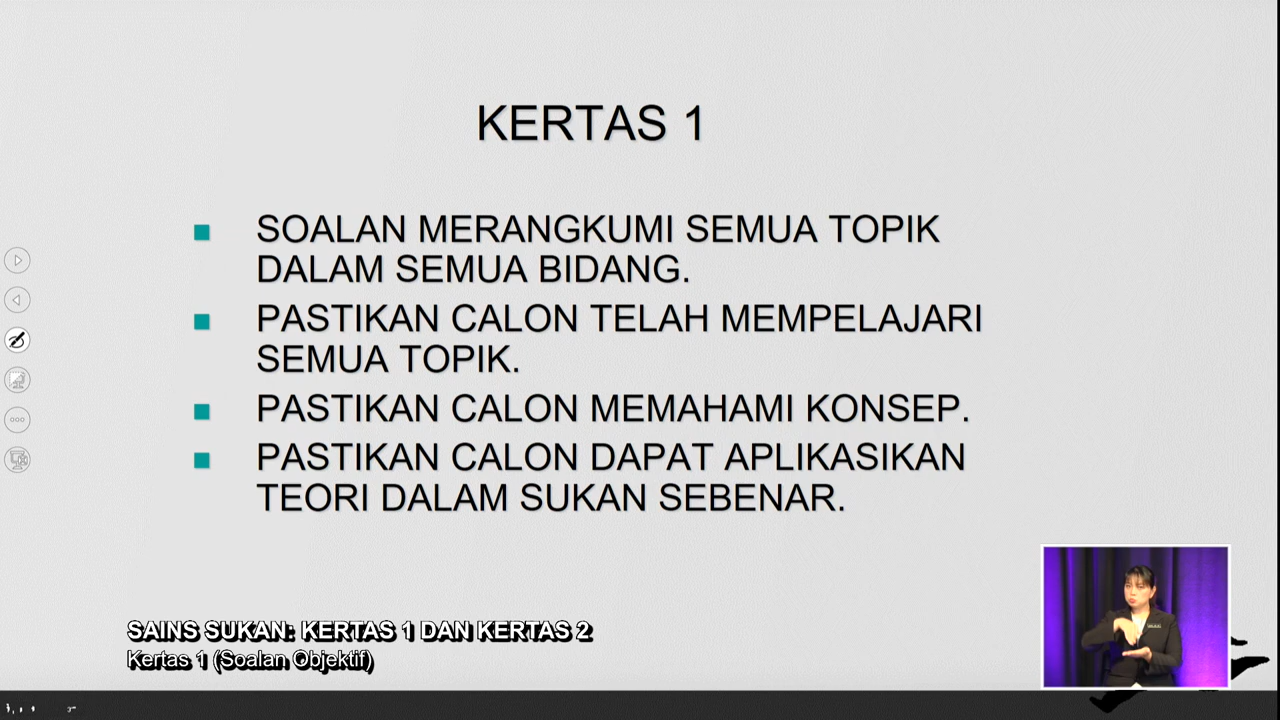 KERTAS 1
SOALAN MERANGKUMI SEMUA TOPIK
DALAM SEMUA BIDANG.
PASTIKAN CALON TELAH MEMPELAJARI
SEMUA TOPIK.
PASTIKAN CALON MEMAHAMI KONSEP.
PASTIKAN CALON DAPAT APLIKASIKAN
TEORI DALAM SUKAN SEBENAR.
SAINS SUKAN: KERTAS 1 DAN KERTAS 2
Kertas 1 (Soalan Objektif)